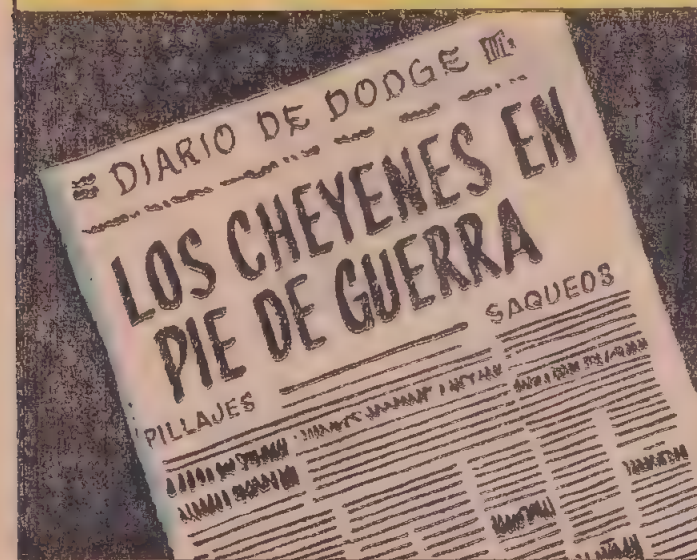 DIARIO DE DODGE
LOS CHEYENES EN
PIE DE GUERRA
SAQUEOS
PILLAJES